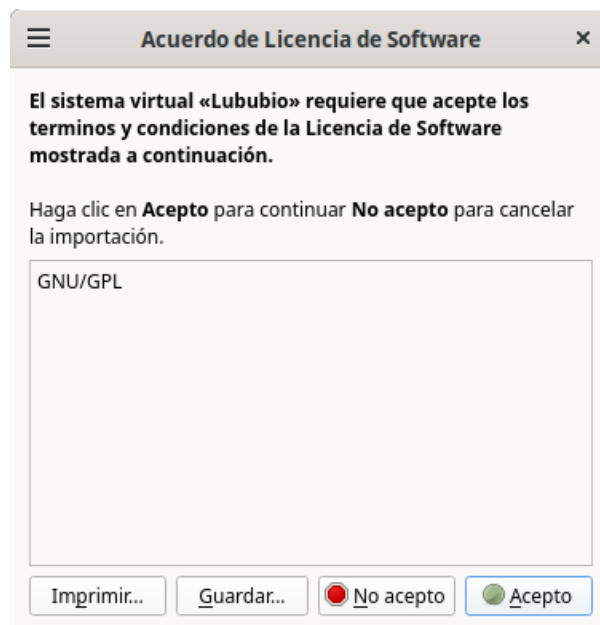 Acuerdo de Licencia de Software
El sistema virtual «Lububio» requiere que acepte los
terminos y condiciones de la Licencia de Software
mostrada a continuación.
Haga clic en Acepto para continuar No acepto para cancelar
la importación.
GNU/GPL
Imprimir... Guardar... No acepto Acepto